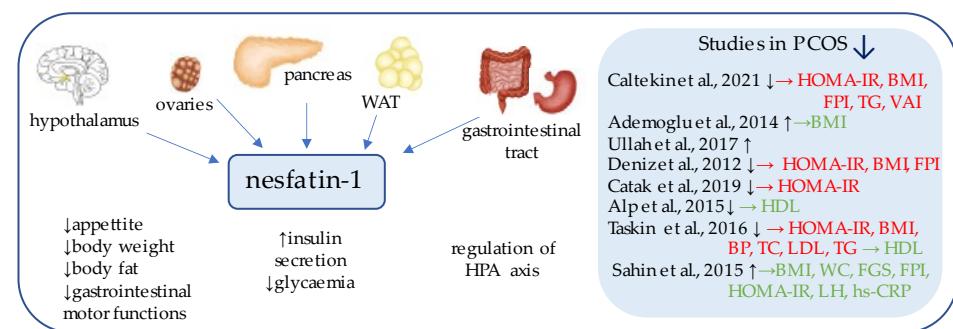 hypothalamus
ovaries
pancreas
WAT
gastrointestinal
tract
nesfatin-1
↓appettite
↓body weight
↓body fat
↓gastrointestinal
motor functions
↑insulin
secretion
↓glycaemia
regulation of
HPA axis
Studies in PCOS ↓
Caltekin et al., 2021 ↓→ HOMA-IR, BMI,
FPI, TG, VAI
Ademoglu et al., 2014 ↑→BMI
Ullah et al., 2017 ↑
Deniz et al., 2012 ↓→ HOMA-IR, BMI, FPI
Catak et al., 2019 ↓→ HOMA-IR
Alp et al., 2015↓→ HDL
Taskin et al., 2016 ↓→ HOMA-IR, BMI,
BP, TC, LDL, TG → HDL
Sahin et al., 2015 ↑→BMI, WC, FGS, FPI,
HOMA-IR, LH, hs-CRP